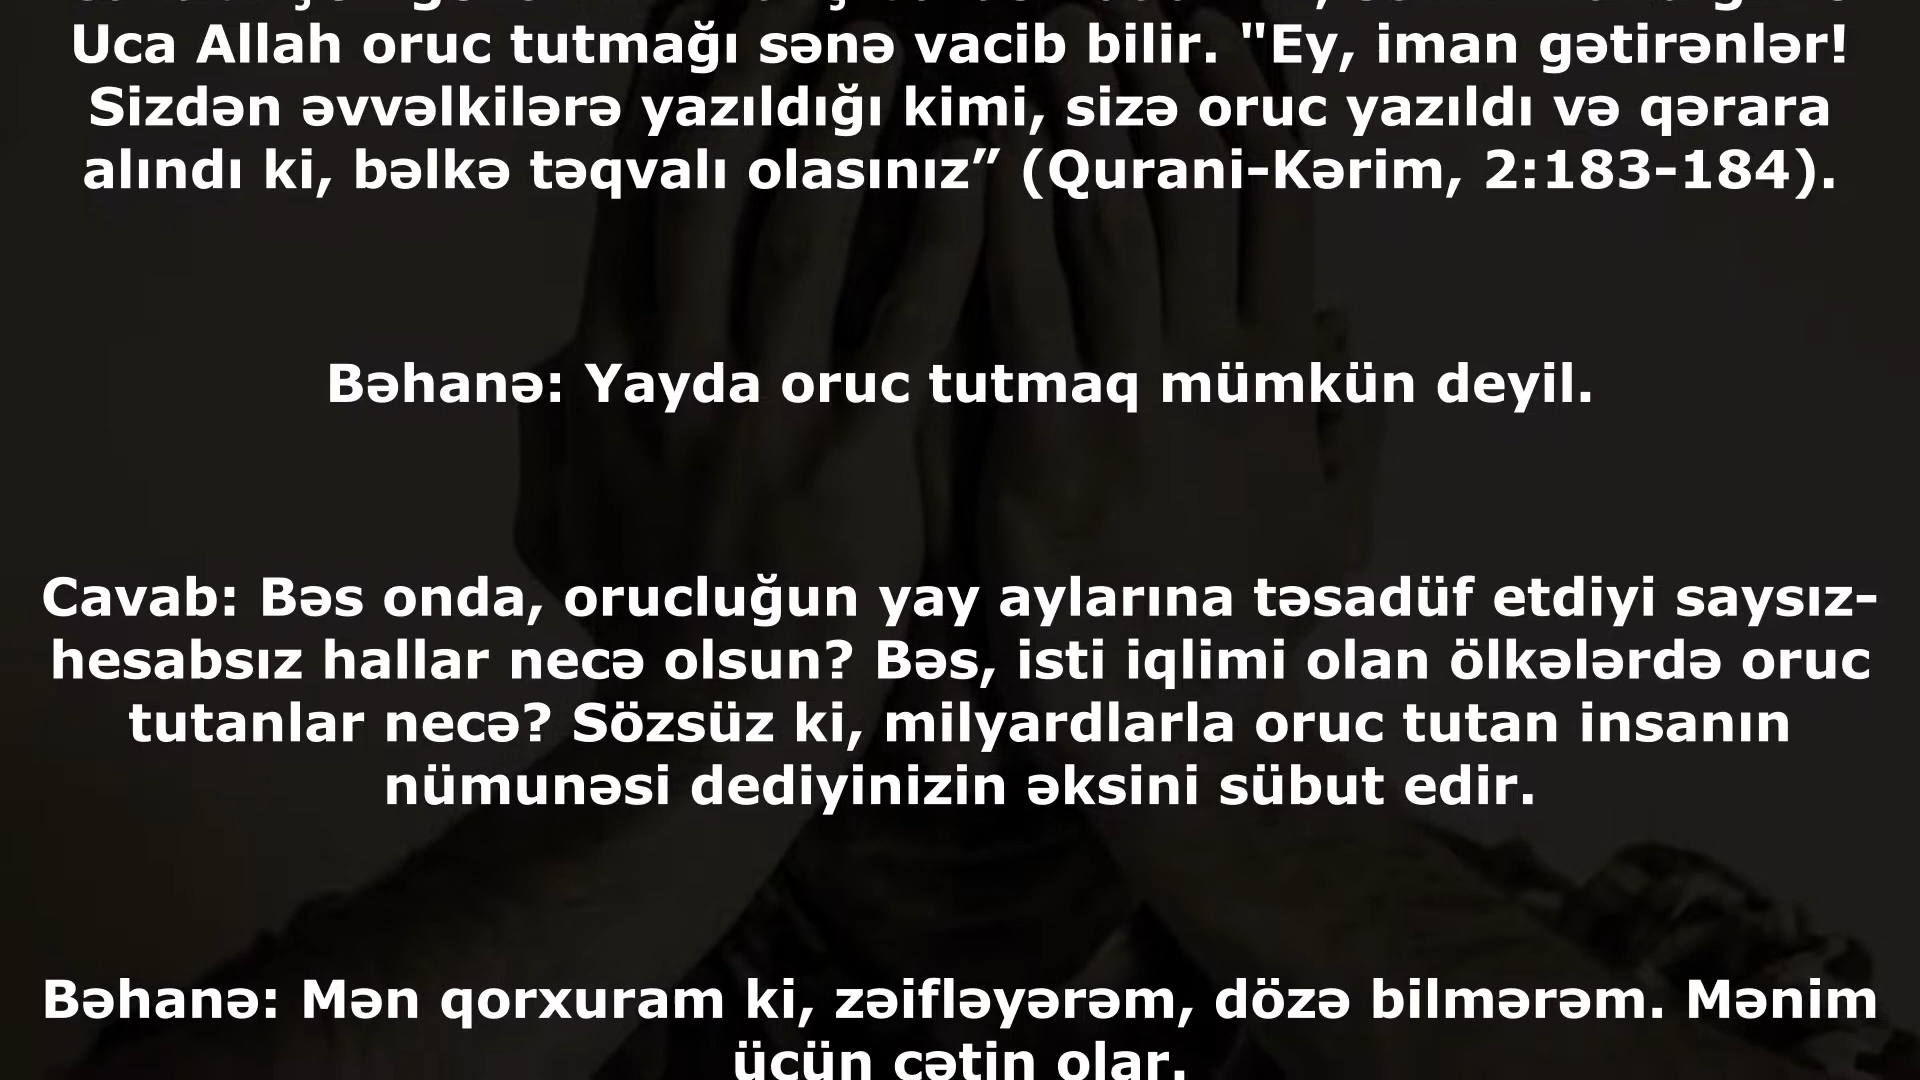 Uca Allah oruc tutmağı sənə vacib bilir. "Ey, iman gətirənlər!
Sizdən əvvəlkilərə yazıldığı kimi, sizə oruc yazıldı və qərara
alındı ki, bəlkə təqvalı olasınız” (Qurani-Kərim, 2:183-184).
Bəhanə: Yayda oruc tutmaq mümkün deyil.
Cavab: Bəs onda, orucluğun yay aylarına təsadüf etdiyi saysız-
hesabsız hallar necə olsun? Bəs, isti iqlimi olan ölkələrdə oruc
tutanlar necə? Sözsüz ki, milyardlarla oruc tutan insanın
nümunəsi dediyinizin əksini sübut edir.
Bəhanə: Mən qorxuram ki, zəifləyərəm, dözə bilmərəm. Mənim
üçün çətin olar.